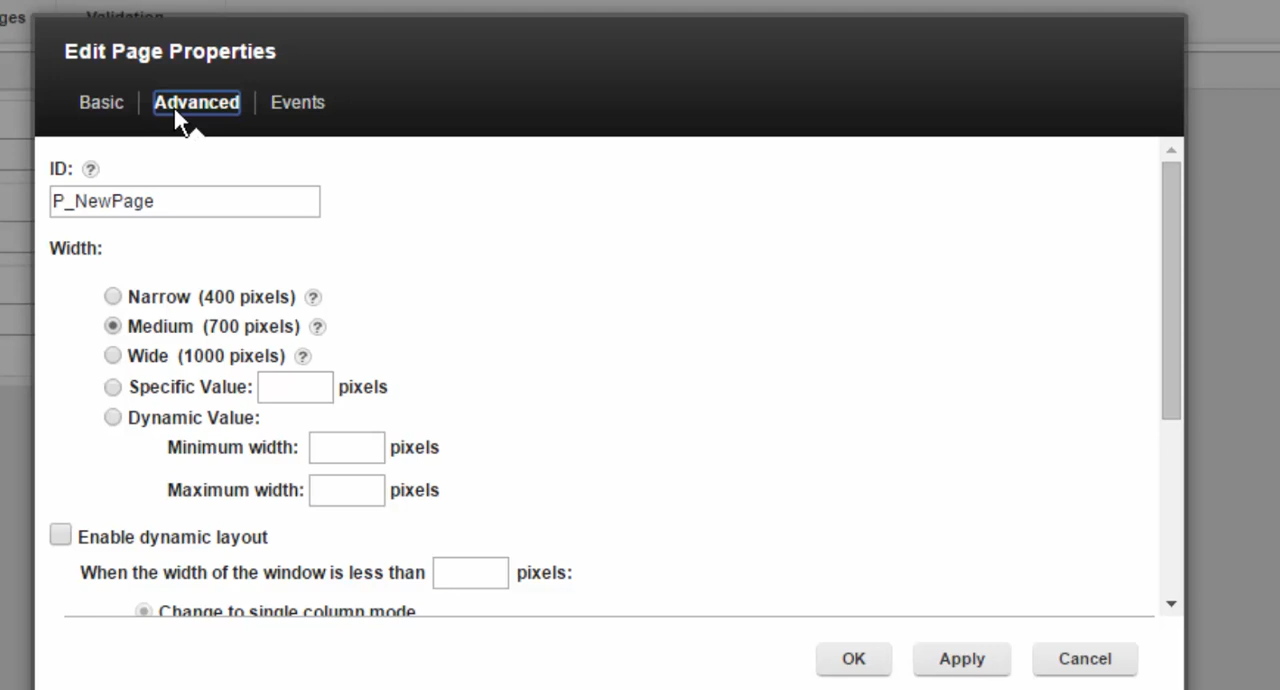 ges Validation
Edit Page Properties
Basic Advanced Events
ID: ?
P_NewPage
Width:
Narrow (400 pixels) ?
Medium (700 pixels) ?
Wide (1000 pixels) ?
Specific Value: pixels
Dynamic Value:
Minimum width: pixels
Maximum width: pixels
Enable dynamic layout
When the width of the window is less than pixels:
Change to single column mode
OK Apply Cancel